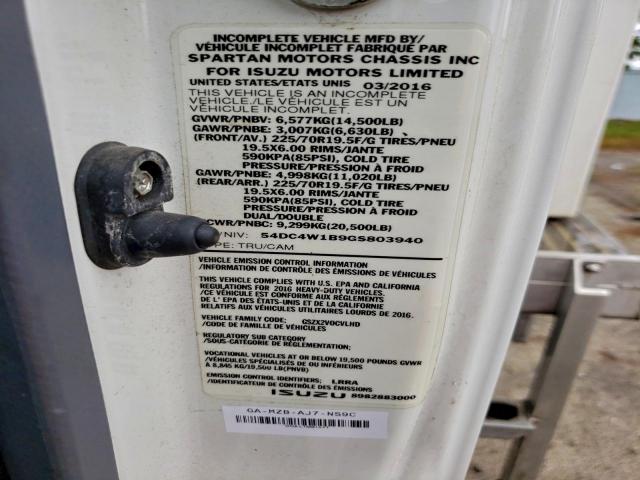 INCOMPLETE VEHICLE MFD BY/
VÉHICULE INCOMPLET FABRIQUÉ PAR
SPARTAN MOTORS CHASSIS INC
FOR ISUZU MOTORS LIMITED
UNITED STATES/ETATS UNIS 03/2016
THIS VEHICLE IS AN INCOMPLETE
VEHICLE./LE VÉHICULE EST UN
VÉHICULE INCOMPLET.
GVWR/PNBV: 6,577KG(14,500LB)
GAWR/PNBE: 3,007KG(6,630LB)
(FRONT/AV.) 225/70R19.5F/G TIRES/PNEU
19.5X6.00 RIMS/JANTE
590KPA(85PSI), COLD TIRE
PRESSURE/PRESSION À FROID
GAWR/PNBE: 4,998KG(11,020LB)
(REAR/ARR.) 225/70R19.5F/G TIRES/PNEU
19.5X6.00 RIMS/JANTE
590KPA(85PSI), COLD TIRE
PRESSURE/PRESSION À FROID
DUAL/DOUBLE
CWR/PNBC: 9,299KG(20,500LB)
/NIV: 54DC4W1B9GS803940
PE: TRU/CAM
VEHICLE EMISSION CONTROL INFORMATION
/INFORMATION DE CONTRÔLE DES ÉMISSIONS DE VÉHICULES
THIS VEHICLE COMPLIES WITH U.S. EPA AND CALIFORNIA
REGULATIONS FOR 2016 HEAVY-DUTY VEHICLES.
/CE VÉHICULE EST CONFORME AUX RÈGLEMENTS
DE L' EPA DES ÉTATS-UNIS ET DE LA CALIFORNIE
RELATIFS AUX VÉHICULES UTILITAIRES LOURDS DE 2016.
VEHICLE FAMILY CODE: GSZX2VOCVLHD
/CODE DE FAMILLE DE VÉHICULES
REGULATORY SUB CATEGORY
/SOUS-CATÉGORIE DE RÉGLEMENTATION;
VOCATIONAL VEHICLES AT OR BELOW 19,500 POUNDS GVWR
/VÉHICULES SPÉCIALISÉS DE OU INFÉRIEURS
À 8,845 KG/19,500 LB(PNVB)
EMISSION CONTROL IDENTIFIERS; LRRA
/IDENTIFICATEUR DE CONTRÔLE DES ÉMISSIONS
ISUZU 8982883000
GA-MZB-AJ7-NS9C